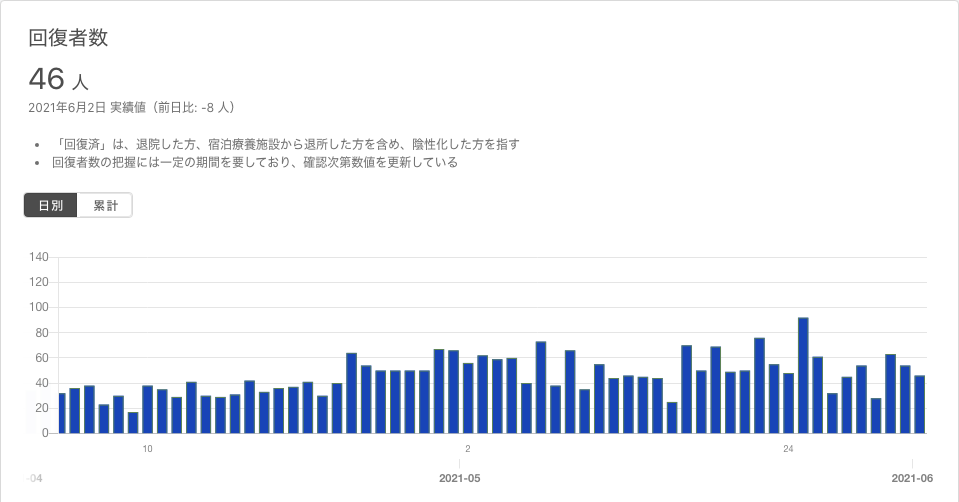 回復者数
46 人
2021年6月2日 実績値（前日比: -8 人）
• 「回復済」は、退院した方、宿泊療養施設から退所した方を含め、陰性化した方を指す
• 回復者数の把握には一定の期間を要しており、確認次第数値を更新している
日別 累計
140
120
100
80
60
40
20
0
10 2 24
-04 2021-05 2021-06